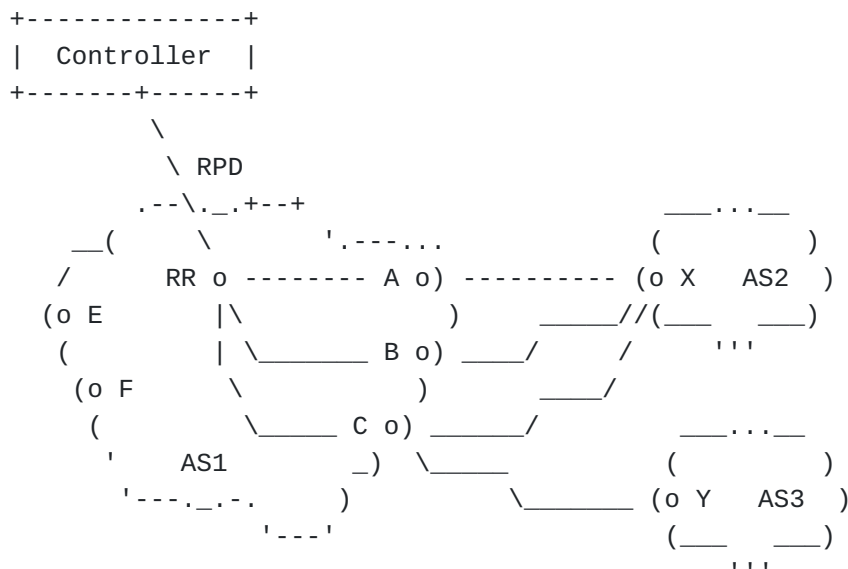 Controller
RPD
RR o A o) (o X AS2 )
(o E
B o)
(o F
C o)
AS1
(o Y AS3 )